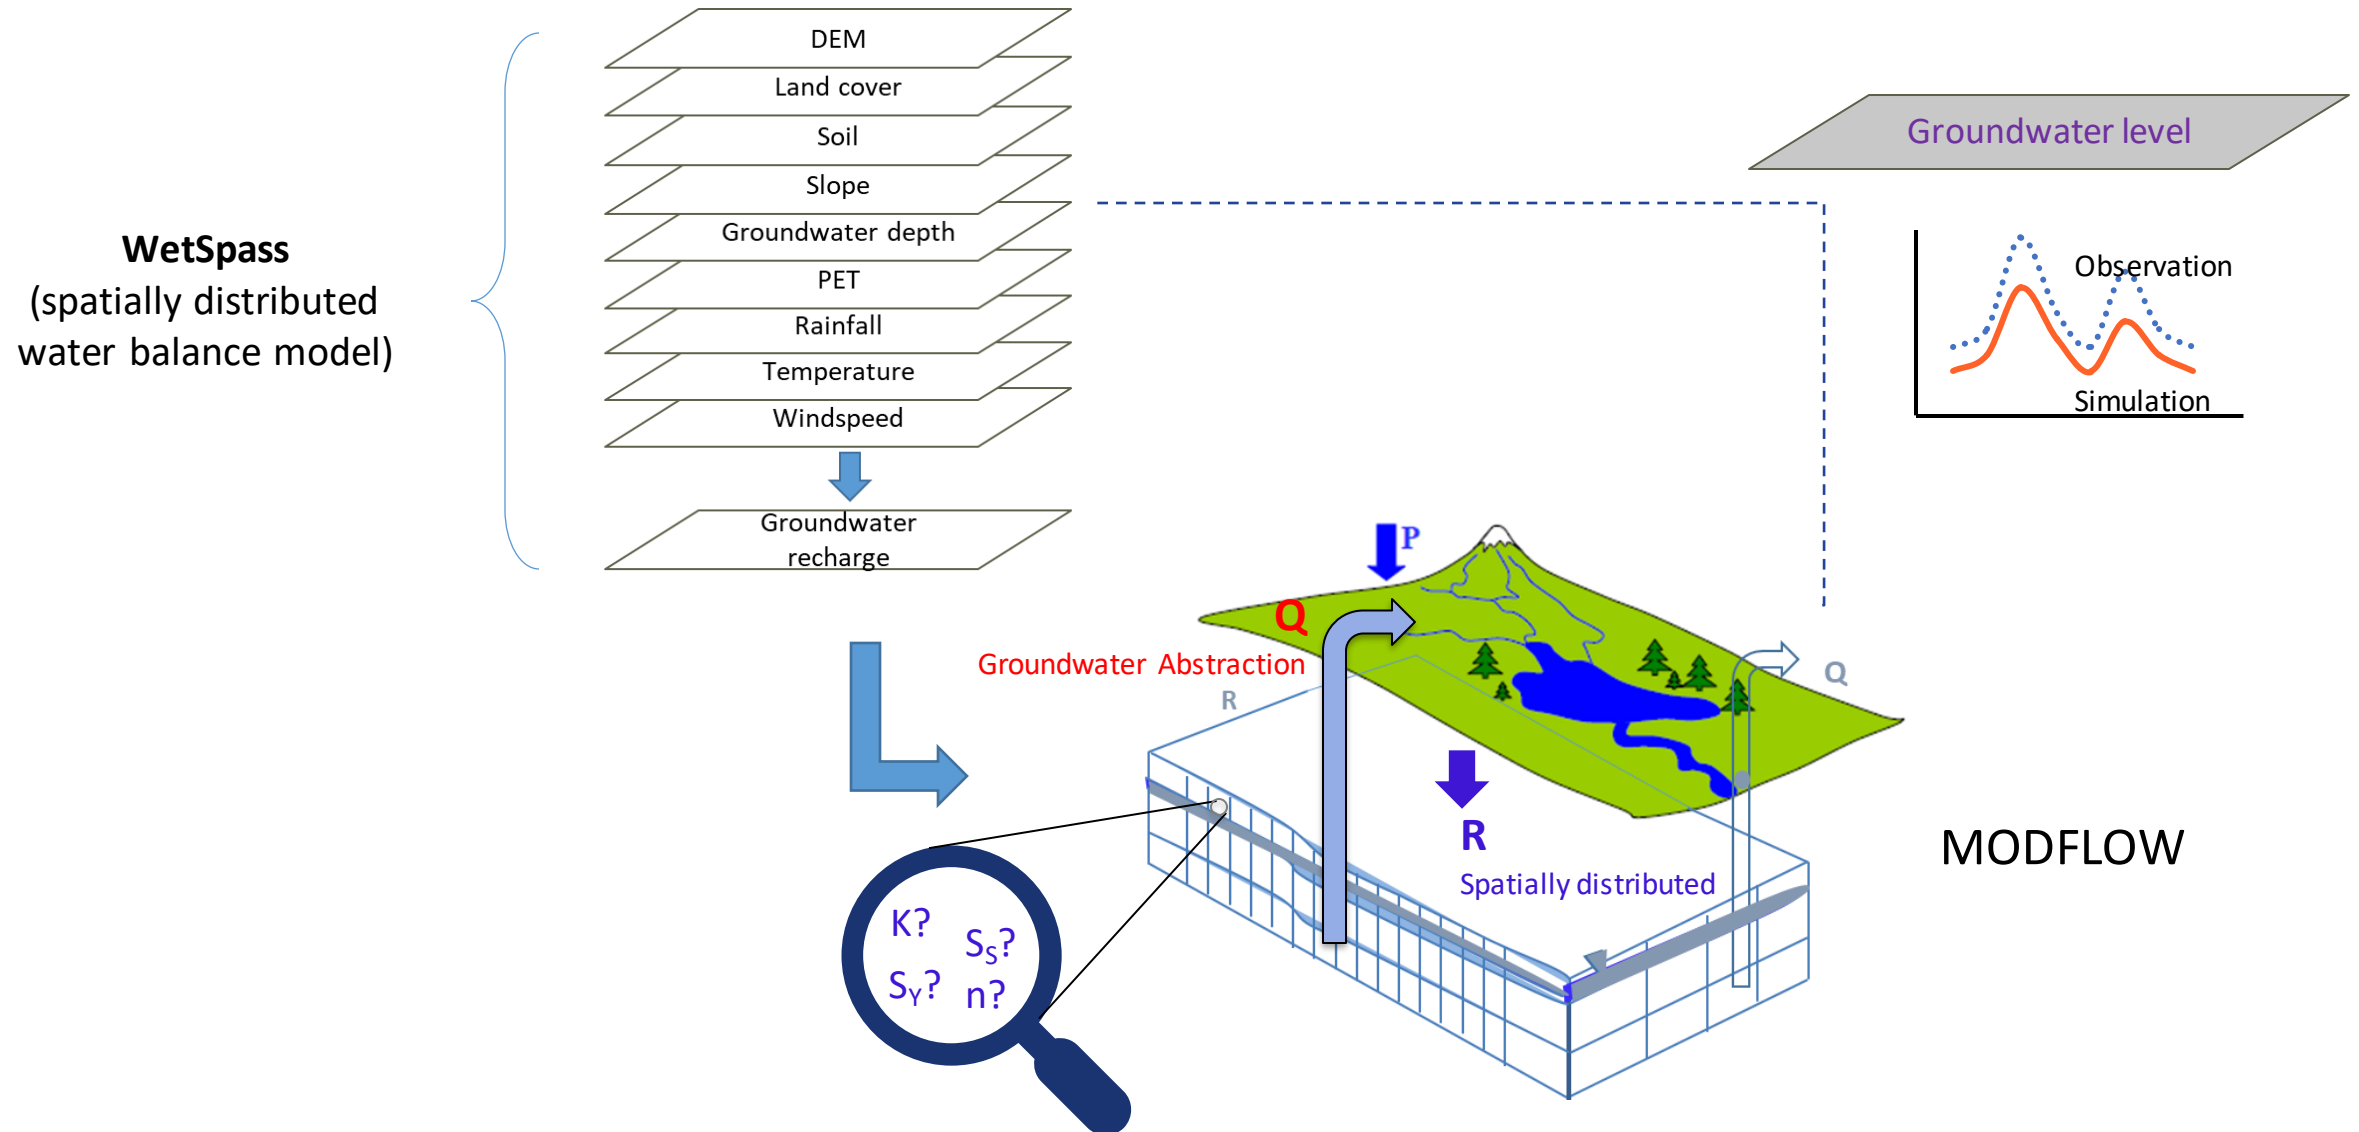 DEM
Land cover
Soil
Slope
Groundwater depth
PET
Rainfall
Temperature
Windspeed
Groundwater
recharge
WetSpass
(spatially distributed
water balance model)
Groundwater level
Observation
Simulation
P
Q
Groundwater Abstraction
R
Q
R
Spatially distributed
MODFLOW
K?
SS?
SY?
n?